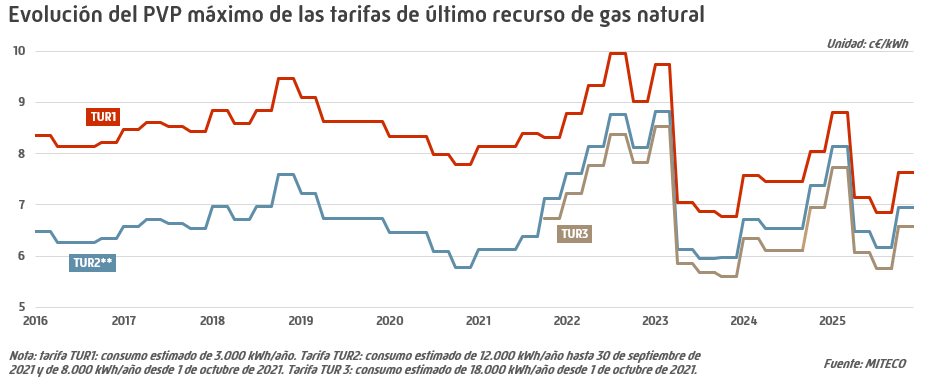 Evolución del PVP máximo de las tarifas de último recurso de gas natural
Unidad: c€/kWh
10
9
8
7
6
5
TUR1
TUR2**
TUR3
2016 2017 2018 2019 2020 2021 2022 2023 2024 2025
Nota: tarifa TUR1: consumo estimado de 3.000 kWh/año. Tarifa TUR2: consumo estimado de 12.000 kWh/año hasta 30 de septiembre de
2021 y de 8.000 kWh/año desde 1 de octubre de 2021. Tarifa TUR 3: consumo estimado de 18.000 kWh/año desde 1 de octubre de 2021.
Fuente: MITECO